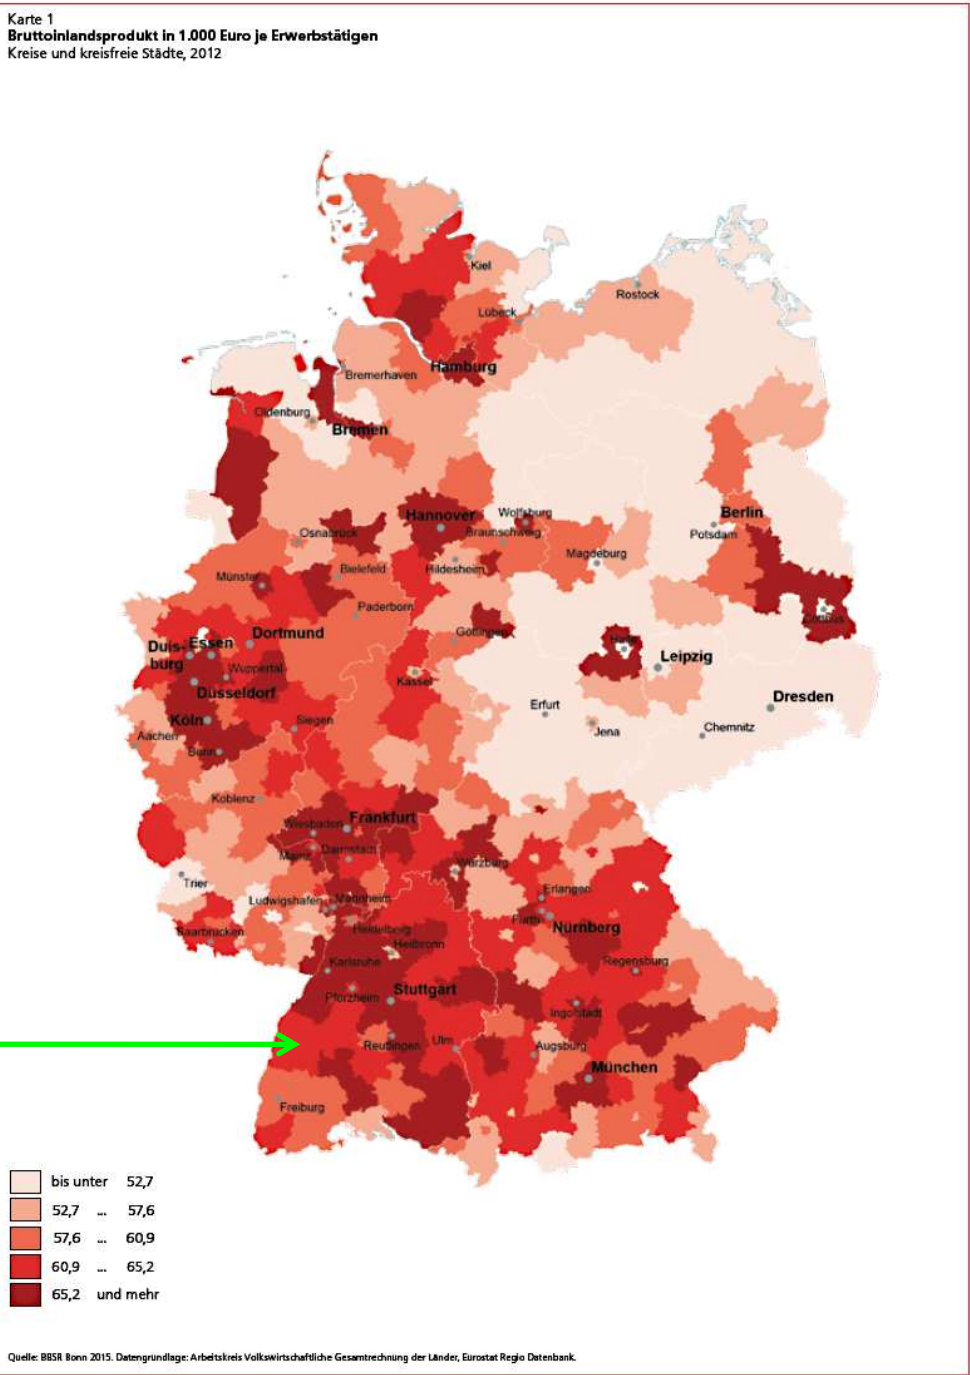 Karte 1
Bruttoinlandsprodukt in 1.000 Euro je Erwerbstätigen
Kreise und kreisfreie Städte, 2012
Kiel
Rostock
Lübeck
Hamburg
Bremerhaven
Oldenburg
Bremen
Hannover
Wolfsburg
Berlin
Osnabrück
Braunschweig
Potsdam
Magdeburg
Bielefeld
Hildesheim
Münster
Paderborn
Cottbus
Göttingen
Dortmund
Halle
Duis-
burg
Essen
Leipzig
Wuppertal
Kassel
Düsseldorf
Dresden
Erfurt
Köln
Siegen
Chemnitz
Jena
Aachen
Bonn
Koblenz
Frankfurt
Wiesbaden
Mainz
Darmstadt
Würzburg
Trier
Erlangen
Ludwigshafen
Mannheim
Fürth
Nürnberg
Saarbrücken
Heidelberg
Heilbronn
Karlsruhe
Regensburg
Stuttgart
Pforzheim
Ingolstadt
Reutlingen
Ulm
Augsburg
München
Freiburg
bis unter 52,7
52,7 ... 57,6
57,6 ... 60,9
60,9 ... 65,2
65,2 und mehr
Quelle: BBSR Bonn 2015. Datengrundlage: Arbeitskreis Volkswirtschaftliche Gesamtrechnung der Länder, Eurostat Regio Datenbank.